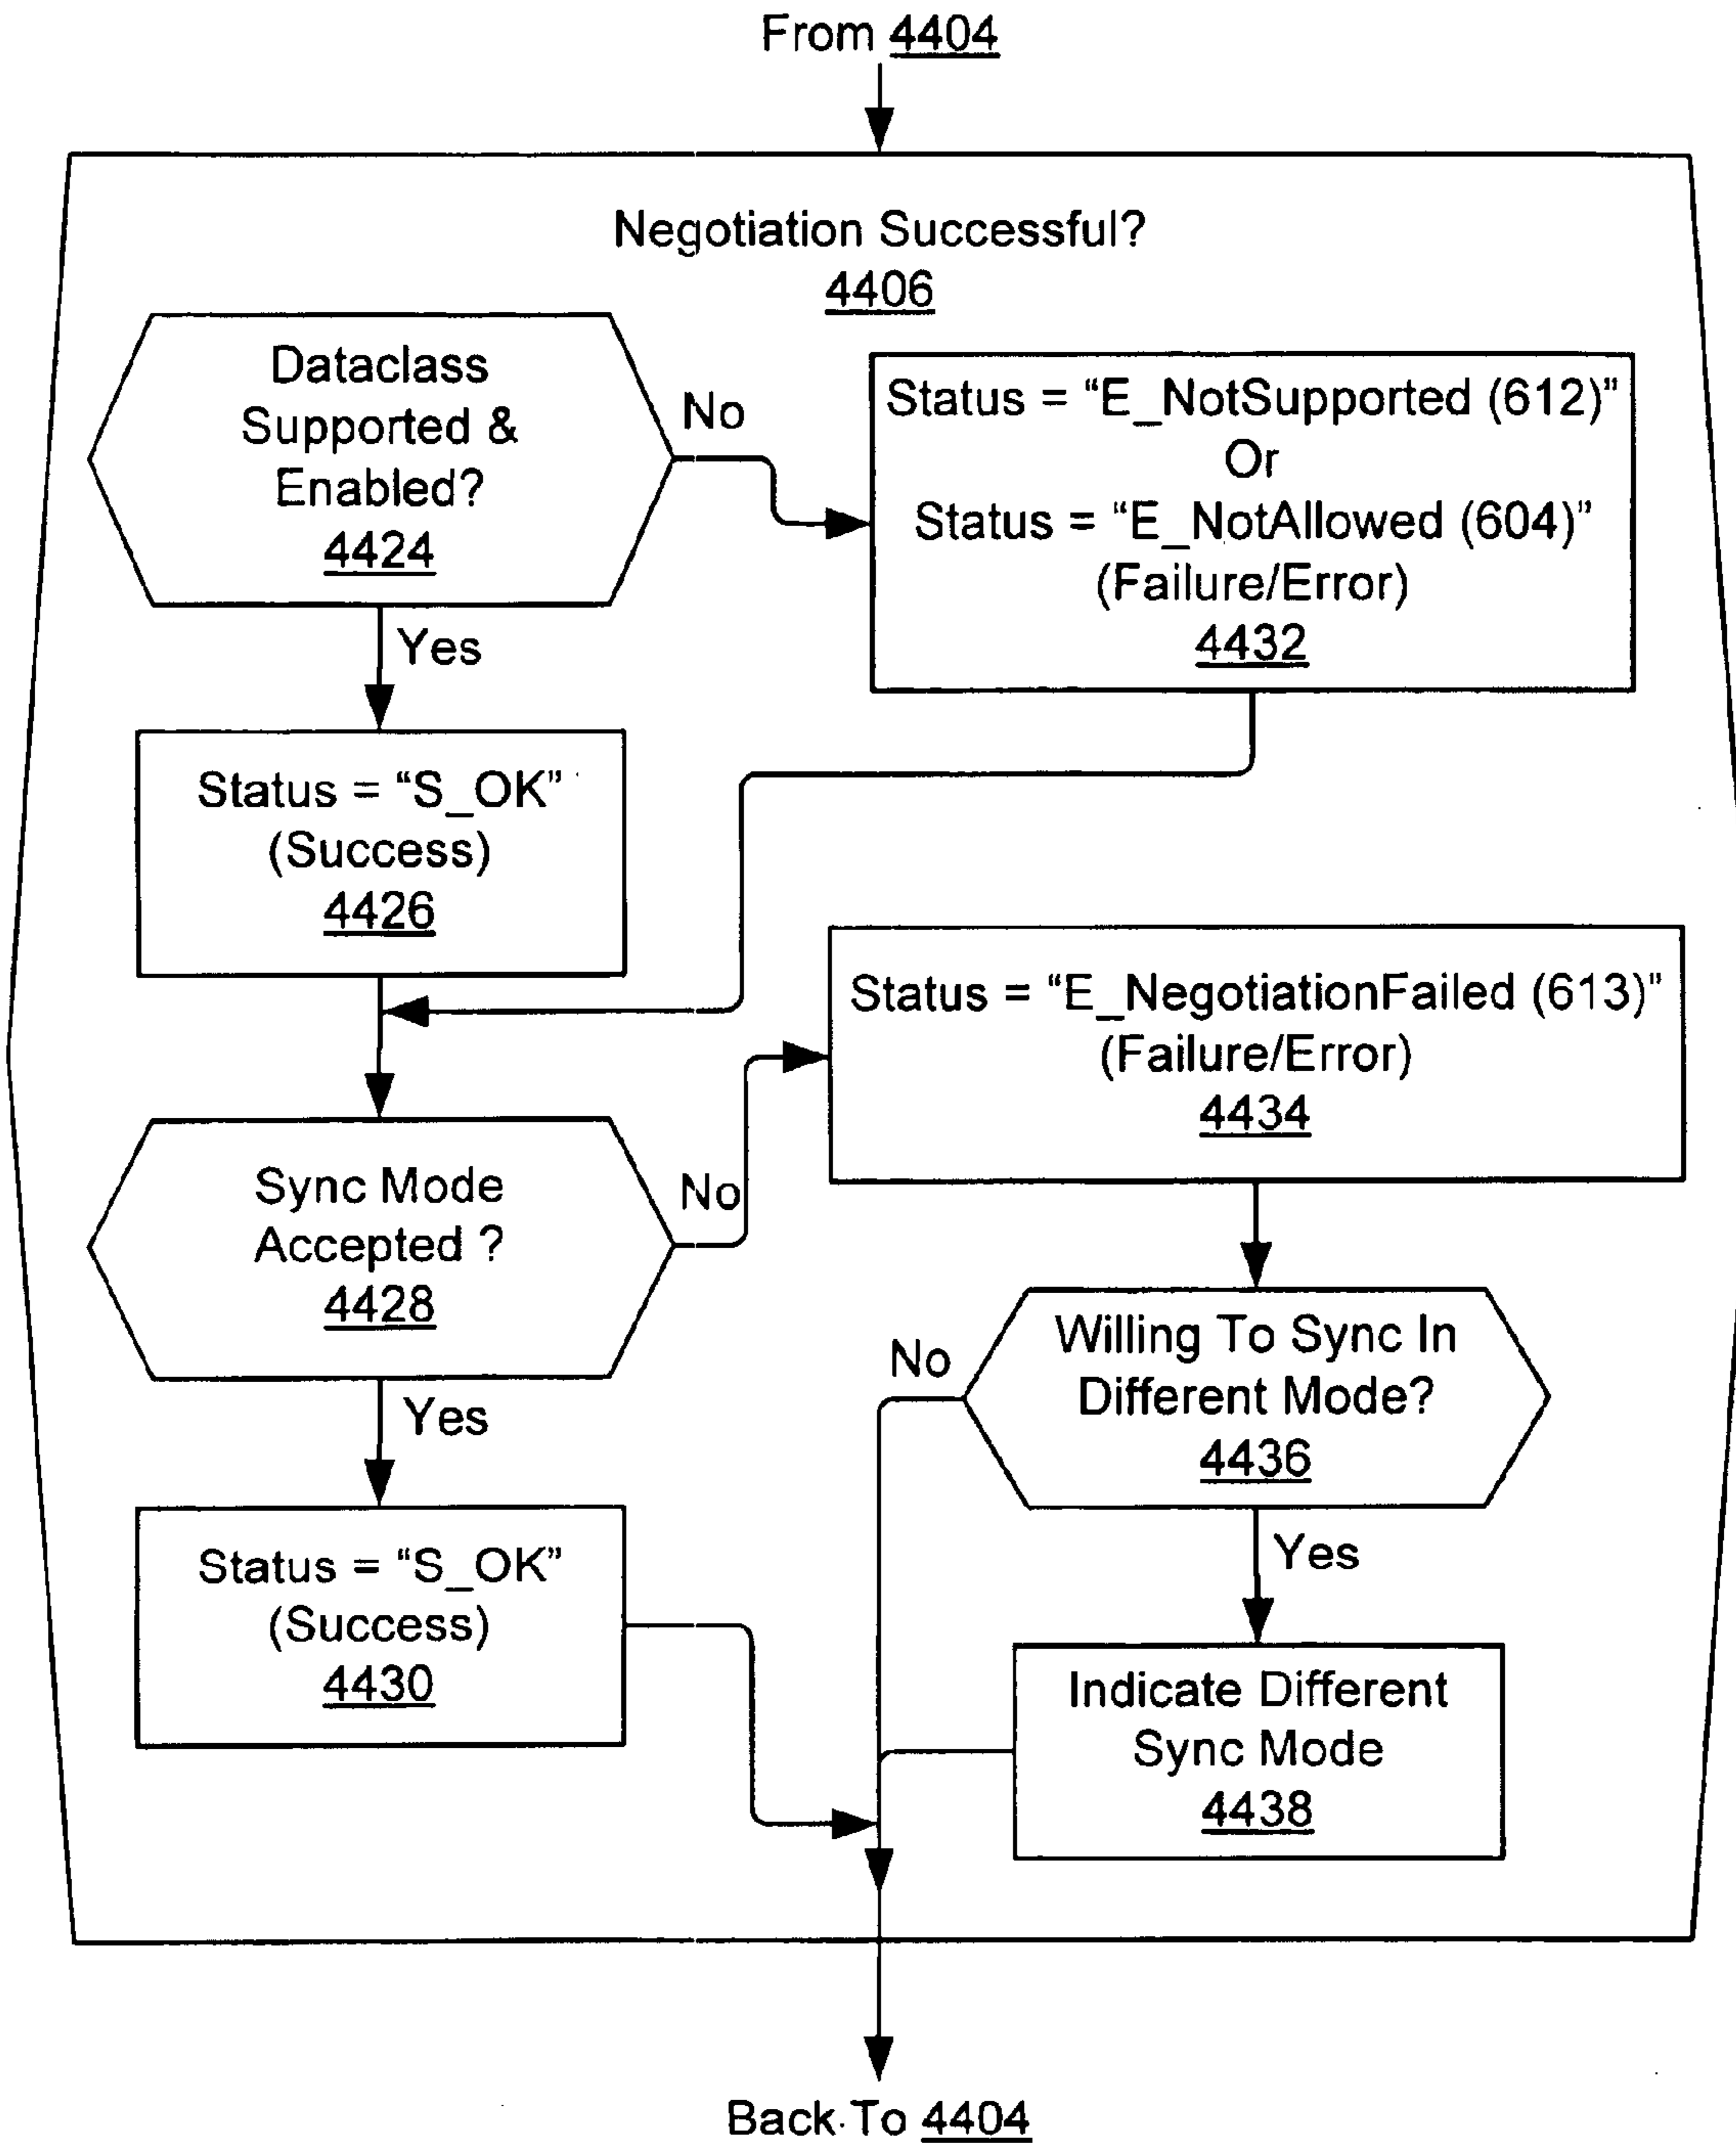 From 4404
Negotiation Successful?
4406
Dataclass
Supported &
Enabled?
4424
No
Status = “E_NotSupported (612)”
Or
Status = “E_NotAllowed (604)”
(Failure/Error)
4432
Yes
Status = “S_OK”
(Success)
4426
Status = “E_NegotiationFailed (613)”
(Failure/Error)
4434
Sync Mode
Accepted ?
4428
No
Willing To Sync In
Different Mode?
4436
No
Yes
Status = “S_OK”
(Success)
4430
Yes
Indicate Different
Sync Mode
4438
Back To 4404